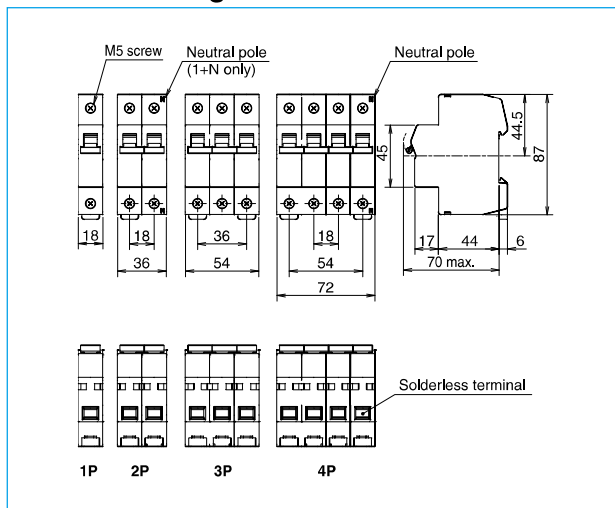 M5 screw
Neutral pole
(1+N only)
Neutral pole
N
N
N
N
45
44.5
87
18
18
36
36
54
18
54
72
17
44
6
70 max.
Solderless terminal
1P
2P
3P
4P